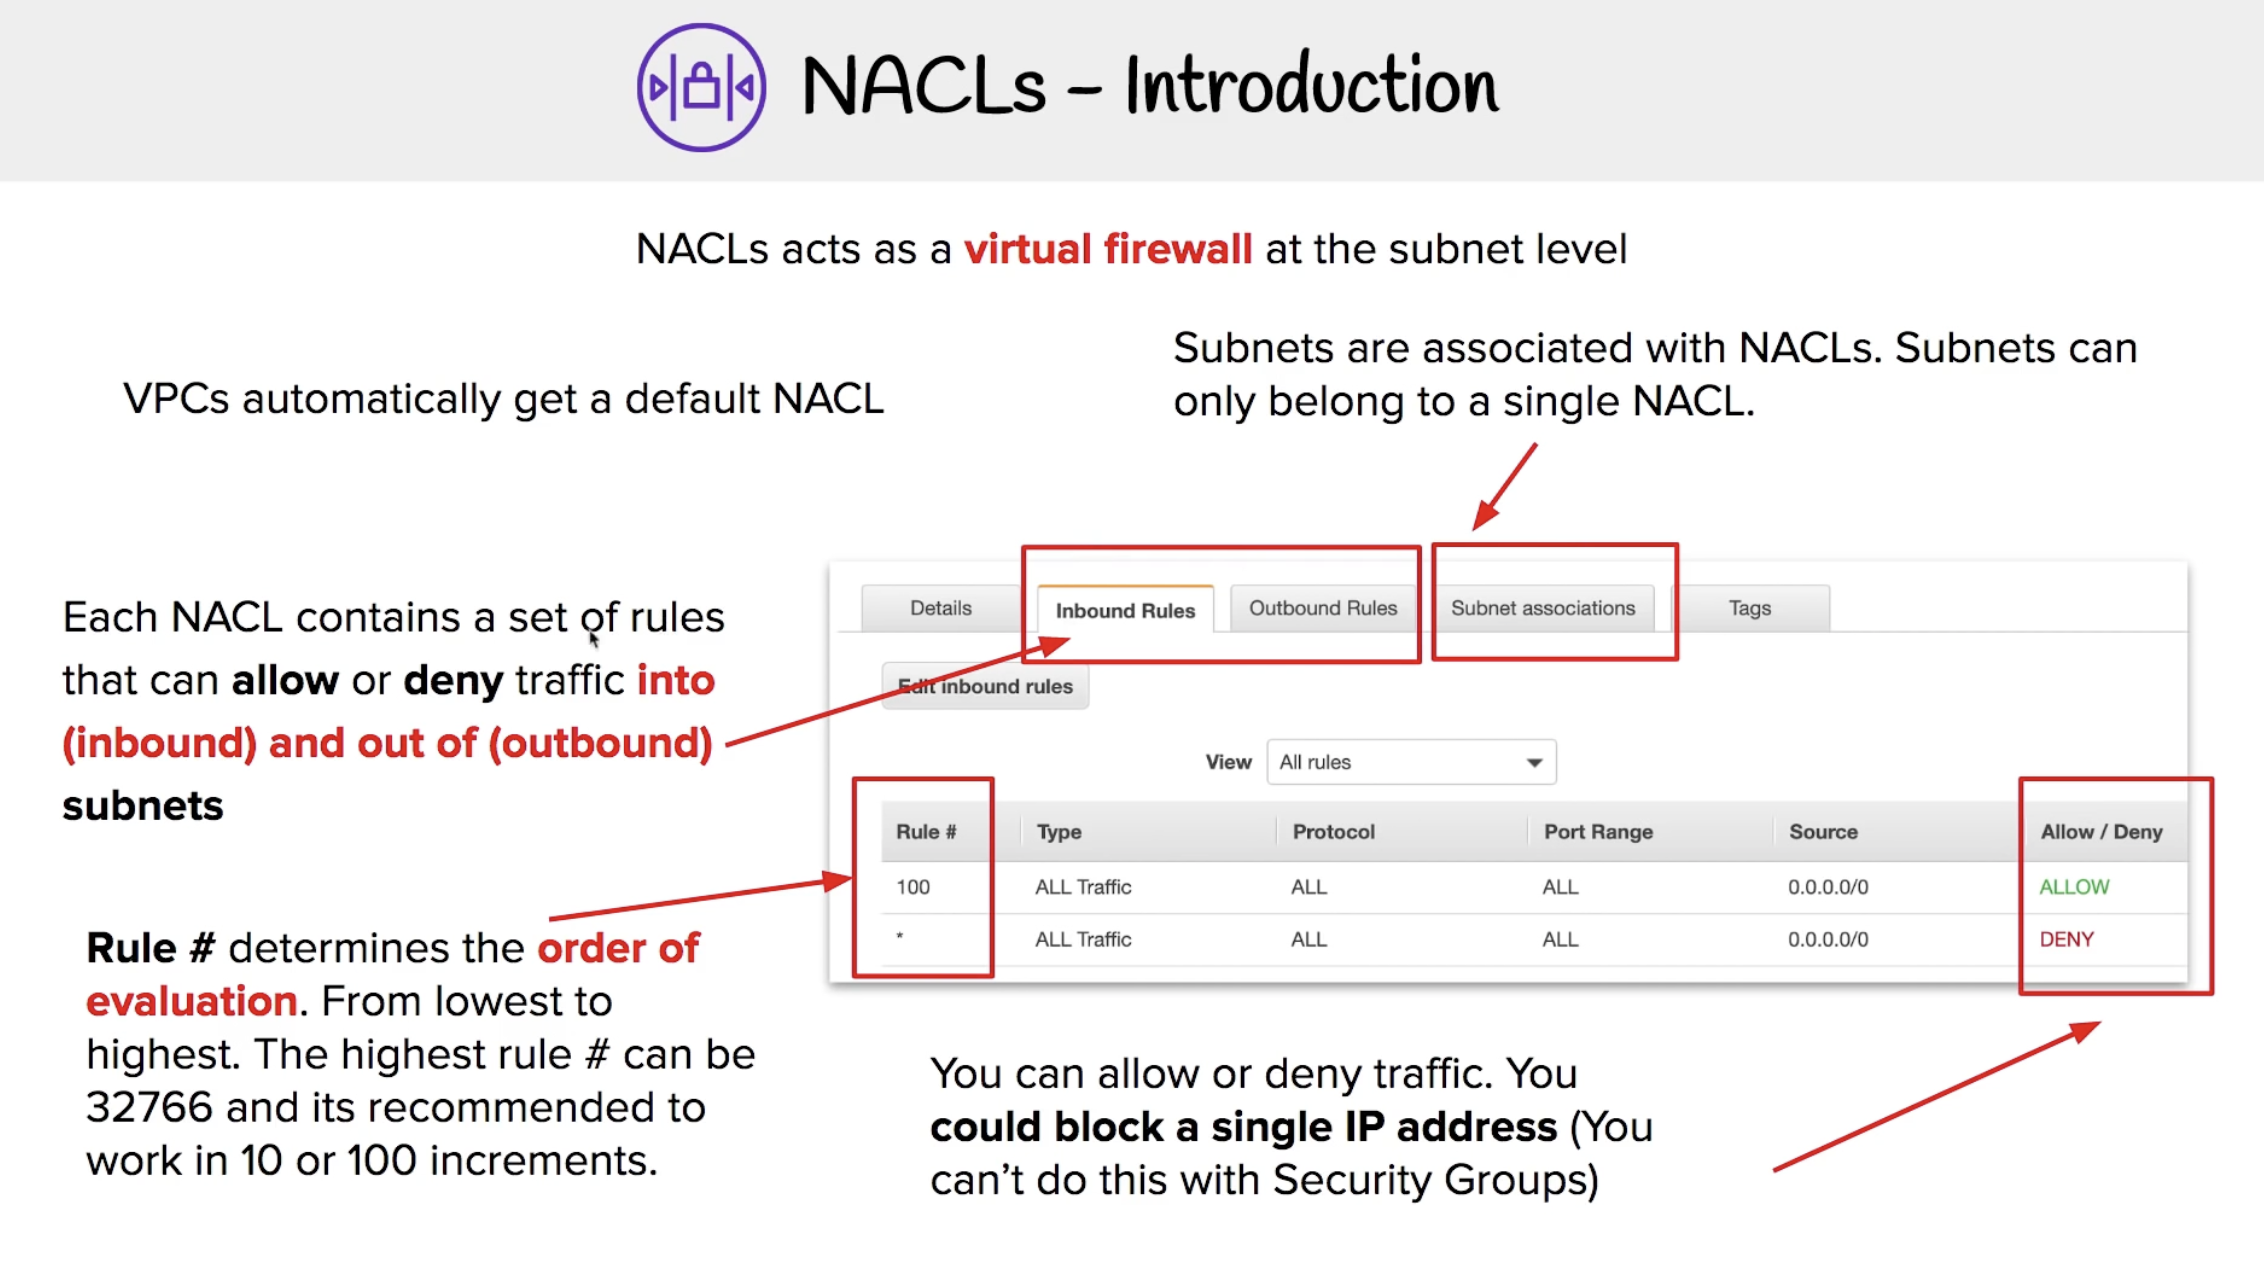 NACLs – Introduction
NACLs acts as a virtual firewall at the subnet level
VPCs automatically get a default NACL
Subnets are associated with NACLs. Subnets can
only belong to a single NACL.
Each NACL contains a set of rules
that can allow or deny traffic into
(inbound) and out of (outbound)
subnets
Rule # determines the order of
evaluation. From lowest to
highest. The highest rule # can be
32766 and its recommended to
work in 10 or 100 increments.
Details Inbound Rules Outbound Rules Subnet associations Tags
Edit inbound rules
View All rules
Rule # Type Protocol Port Range Source Allow / Deny
100 ALL Traffic ALL ALL 0.0.0.0/0 ALLOW
* ALL Traffic ALL ALL 0.0.0.0/0 DENY
You can allow or deny traffic. You
could block a single IP address (You
can’t do this with Security Groups)